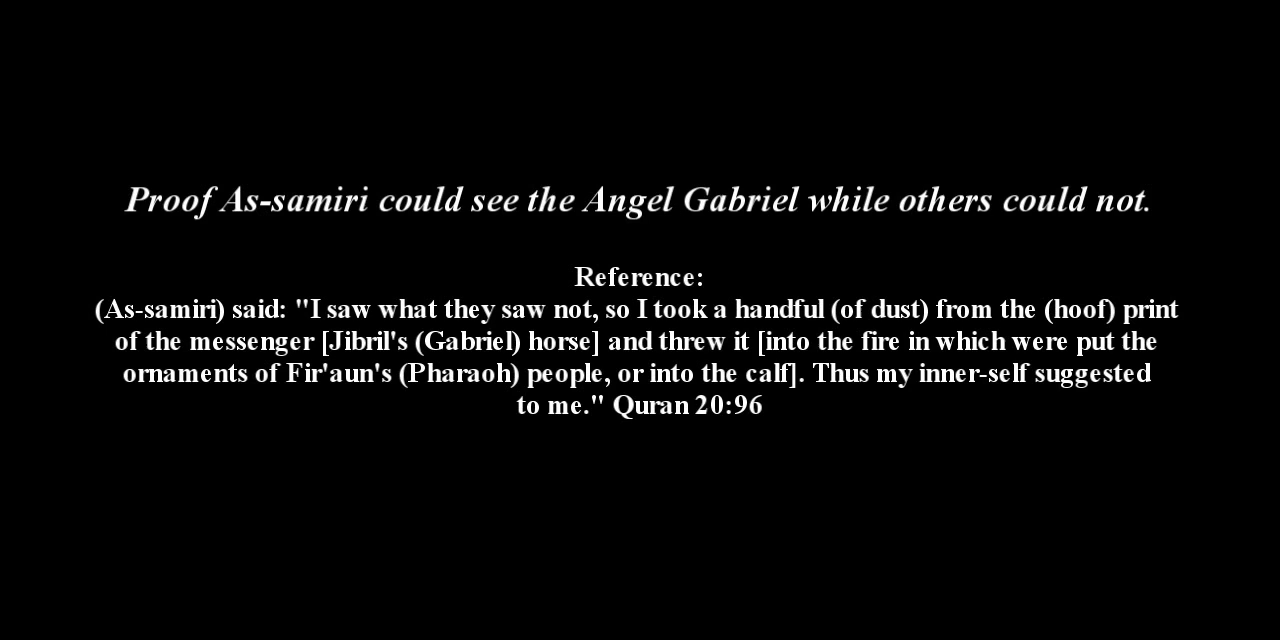 Proof As-samiri could see the Angel Gabriel while others could not.
Reference:
(As-samiri) said: "I saw what they saw not, so I took a handful (of dust) from the (hoof) print
of the messenger [Jibril's (Gabriel) horse] and threw it [into the fire in which were put the
ornaments of Fir'aun's (Pharaoh) people, or into the calf]. Thus my inner-self suggested
to me." Quran 20:96